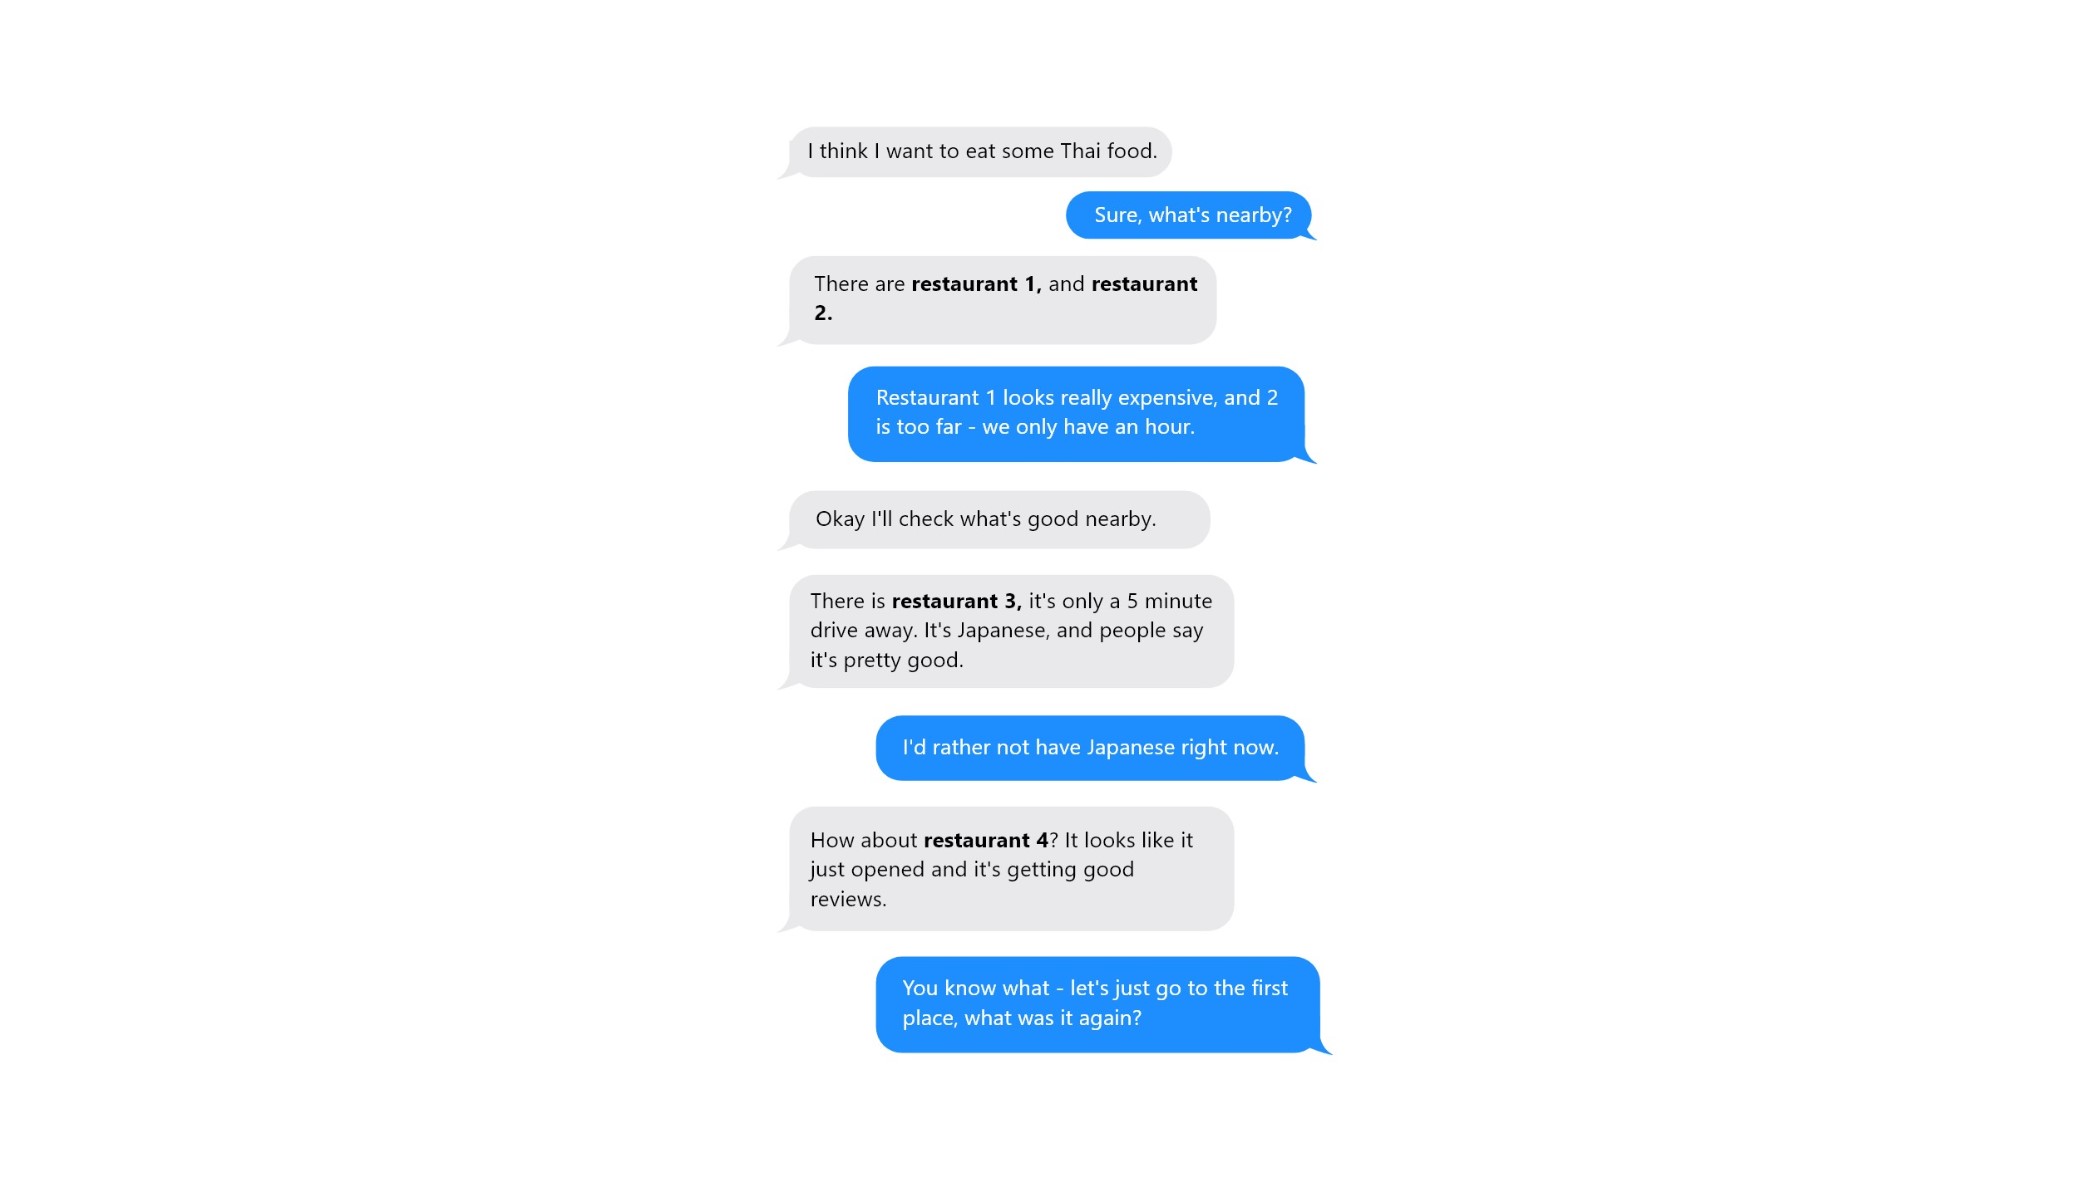 I think I want to eat some Thai food.
Sure, what's nearby?
There are restaurant 1, and restaurant
2.
Restaurant 1 looks really expensive, and 2
is too far - we only have an hour.
Okay I'll check what's good nearby.
There is restaurant 3, it's only a 5 minute
drive away. It's Japanese, and people say
it's pretty good.
I'd rather not have Japanese right now.
How about restaurant 4? It looks like it
just opened and it's getting good
reviews.
You know what - let's just go to the first
place, what was it again?